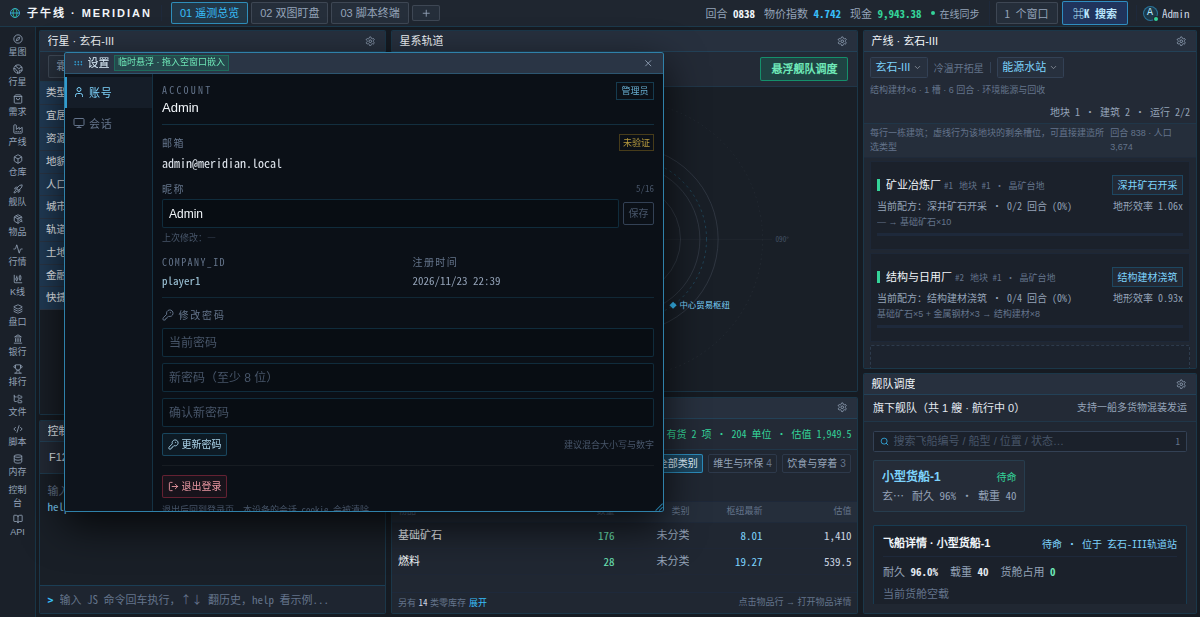 子午线 · MERIDIAN
01 遥测总览
02 双图盯盘
03 脚本终端
+
回合 0838 物价指数 4.742 现金 9,943.38 在线同步
1 个窗口
⌘K 搜索
A Admin
星图
行星
需求
产线
仓库
舰队
物品
行情
K线
盘口
银行
排行
文件
脚本
内存
控制台
API
行星 · 玄石-III
类型
宜居
资源
地貌
人口
城市
轨道
土地
金融
快捷
设置 临时悬浮 · 拖入空窗口嵌入
账号
会话
ACCOUNT
Admin
管理员
邮箱
未验证
admin@meridian.local
昵称
5/16
Admin
保存
上次修改: —
COMPANY_ID
player1
注册时间
2026/11/23 22:39
修改密码
当前密码
新密码（至少 8 位）
确认新密码
更新密码
建议混合大小写与数字
退出登录
退出后回到登录页，本设备的会话 cookie 会被清除
星系轨道
悬浮舰队调度
090°
中心贸易枢纽
有货 2 项 · 204 单位 · 估值 1,949.5
全部类别
维生与环保 4
饮食与穿着 3
类别 枢纽最新 估值
基础矿石 176 未分类 8.01 1,410
燃料 28 未分类 19.27 539.5
另有 14 类零库存 展开
点击物品行 → 打开物品详情
控制
F12
输入
help
> 输入 JS 命令回车执行，↑↓ 翻历史，help 看示例...
产线 · 玄石-III
玄石-III
冷温开拓星
能源水站
结构建材×6 · 1 槽 · 6 回合 · 环境能源与回收
地块 1 · 建筑 2 · 运行 2/2
每行一栋建筑；虚线行为该地块的剩余槽位，可直接建造所选类型
回合 838 · 人口 3,674
矿业冶炼厂 #1 地块 #1 · 晶矿台地
深井矿石开采
当前配方: 深井矿石开采 · 0/2 回合 (0%)
地形效率 1.06x
— → 基础矿石×10
结构与日用厂 #2 地块 #1 · 晶矿台地
结构建材浇筑
当前配方: 结构建材浇筑 · 0/4 回合 (0%)
地形效率 0.93x
基础矿石×5 + 金属钢材×3 → 结构建材×8
舰队调度
旗下舰队（共 1 艘 · 航行中 0）
支持一船多货物混装发运
搜索飞船编号 / 船型 / 位置 / 状态…
1
小型货船-1
待命
玄⋯ 耐久 96% · 载重 40
飞船详情 · 小型货船-1
待命 · 位于 玄石-III轨道站
耐久 96.0% 载重 40 货舱占用 0
当前货舱空载